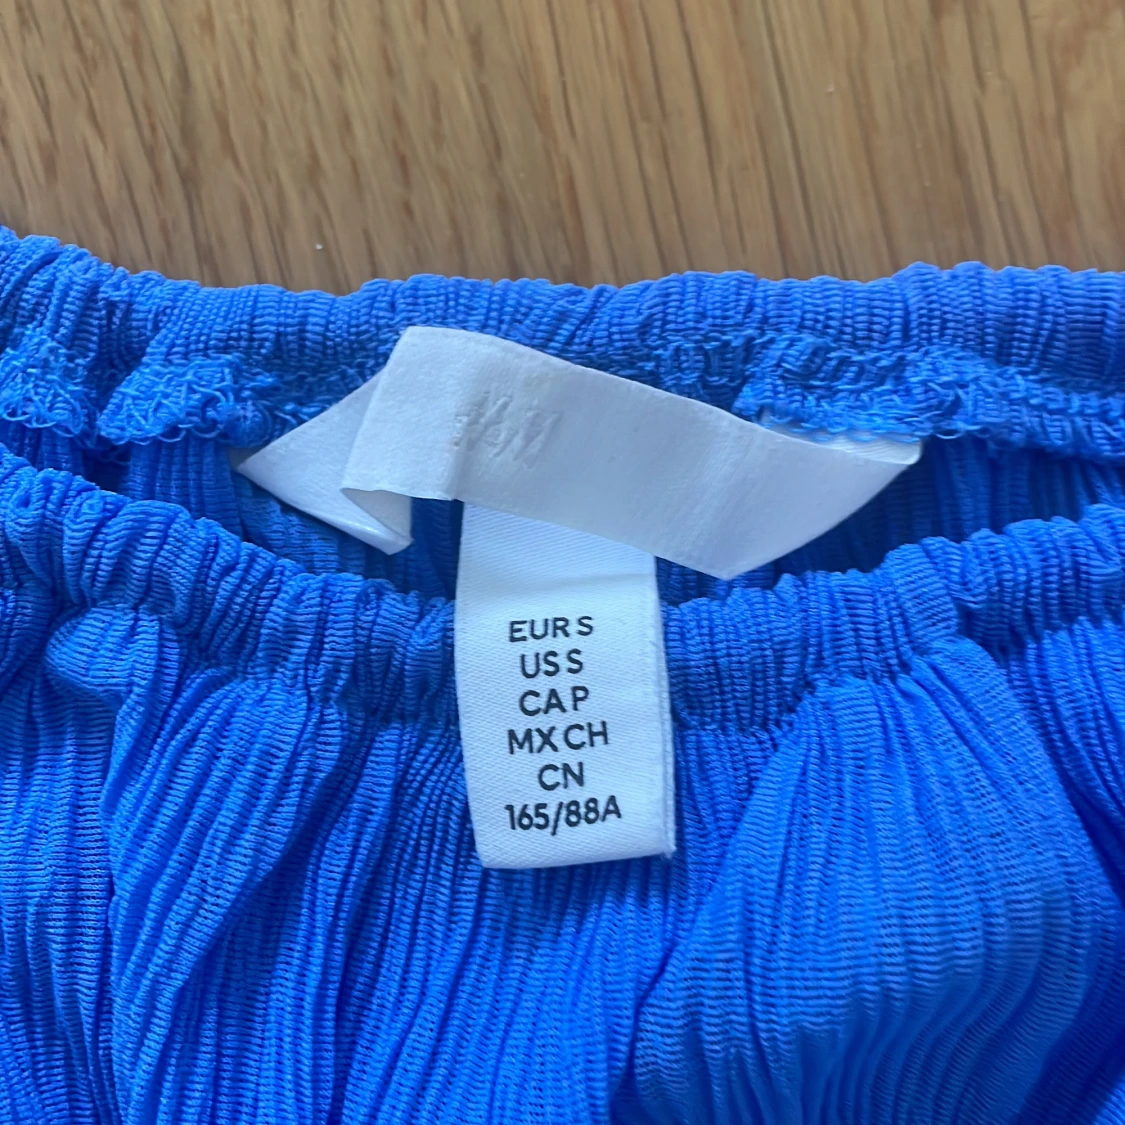 H&M
EUR S
US S
CA P
MX CH
CN
165/88A